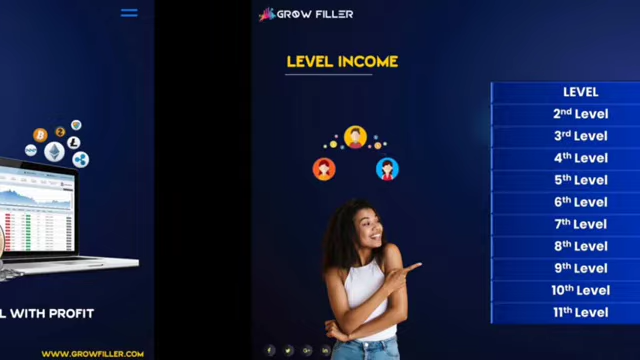 L WITH PROFIT
WWW.GROWFILLER.COM
GROW FILLER
LEVEL INCOME
LEVEL
2nd Level
3rd Level
4th Level
5th Level
6th Level
7th Level
8th Level
9th Level
10th Level
11th Level